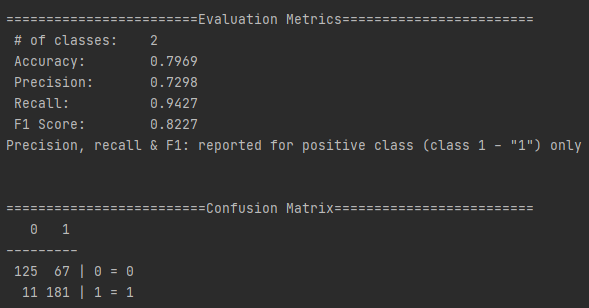 ========================Evaluation Metrics========================
# of classes:    2
Accuracy:        0.7969
Precision:       0.7298
Recall:          0.9427
F1 Score:        0.8227
Precision, recall & F1: reported for positive class (class 1 - "1") only
=========================Confusion Matrix=========================
0   1
---------
125  67 | 0 = 0
11 181 | 1 = 1